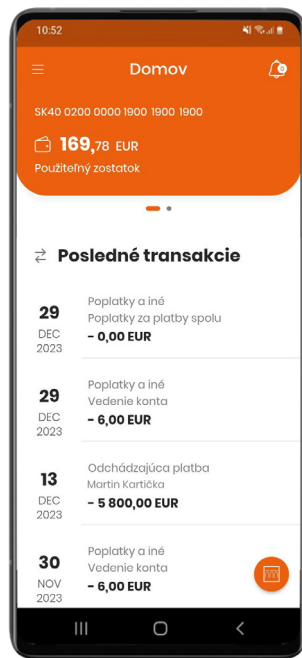 10:52
Domov
SK40 0200 0000 1900 1900 1900
169,78 EUR
Použiteľný zostatok
Posledné transakcie
29
DEC
2023
Poplatky a iné
Poplatky za platby spolu
- 0,00 EUR
29
DEC
2023
Poplatky a iné
Vedenie konta
- 6,00 EUR
13
DEC
2023
Odchádzajúca platba
Martin Kartička
- 5 800,00 EUR
30
NOV
2023
Poplatky a iné
Vedenie konta
- 6,00 EUR